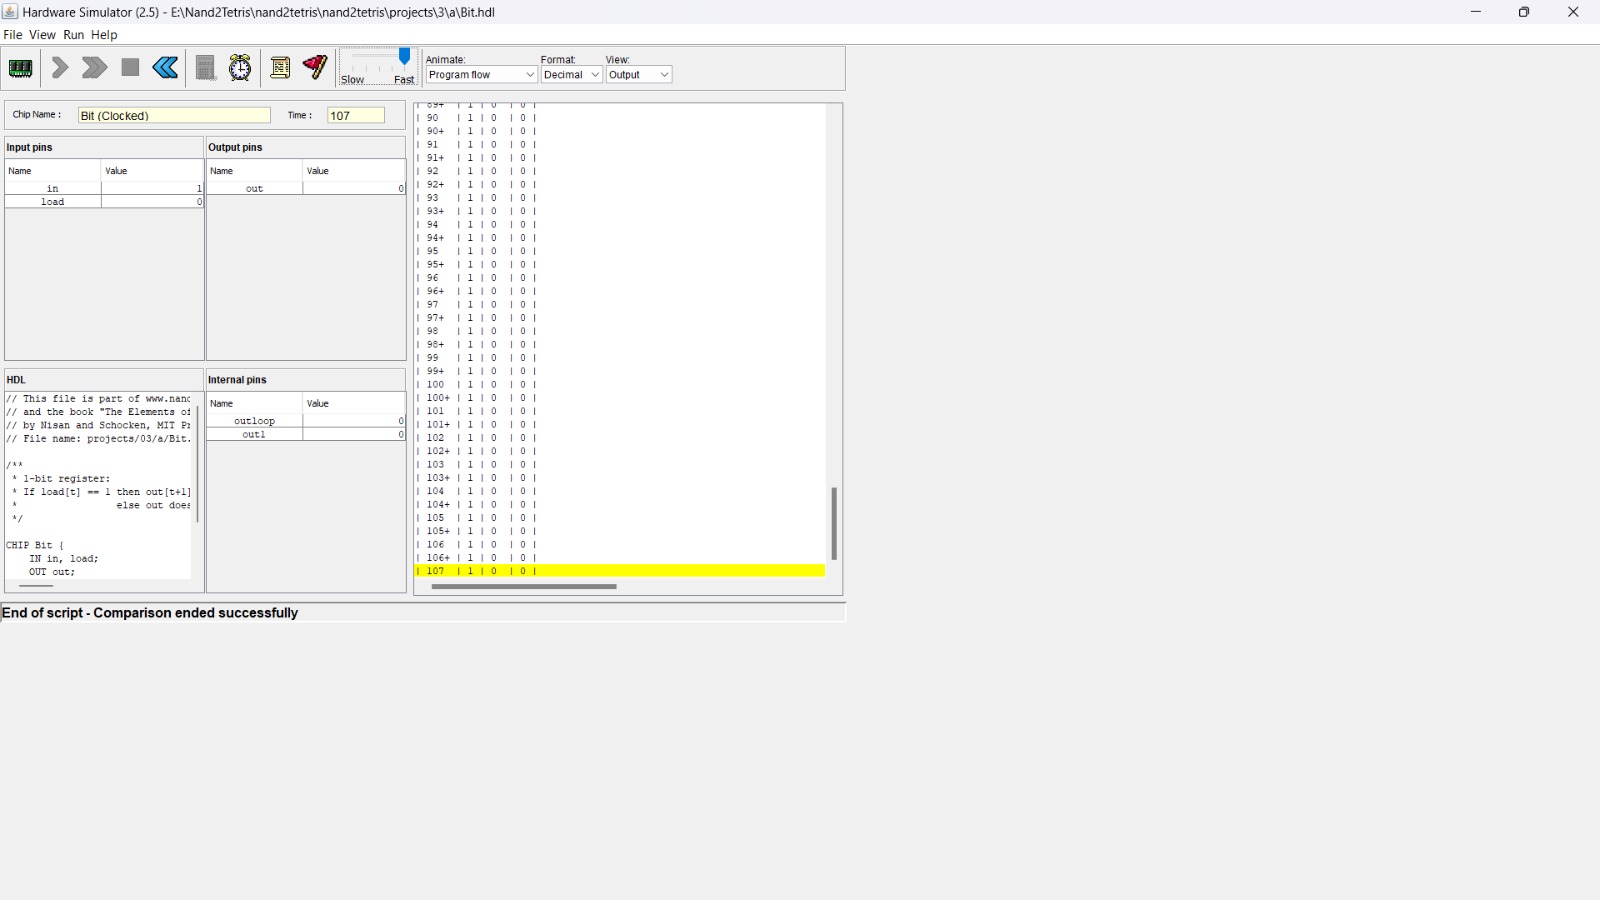 Hardware Simulator (2.5) - E:\Nand2Tetris\nand2tetris\nand2tetris\projects\3\a\Bit.hdl
File View Run Help
Slow Fast
Animate: Format: View:
Program flow Decimal Output
Chip Name : Bit (Clocked) Time : 107
Input pins Output pins
Name Value Name Value
in 1 out 0
load 0
HDL Internal pins
// This file is part of www.nand
// and the book "The Elements of
// by Nisan and Schocken, MIT Pr
// File name: projects/03/a/Bit.
/**
* 1-bit register:
* If load[t] == 1 then out[t+1]
* else out does
*/
CHIP Bit {
IN in, load;
OUT out;
Name Value
outloop 0
out1 0
| 89+ | 1 | 0 | 0 |
| 90 | 1 | 0 | 0 |
| 90+ | 1 | 0 | 0 |
| 91 | 1 | 0 | 0 |
| 91+ | 1 | 0 | 0 |
| 92 | 1 | 0 | 0 |
| 92+ | 1 | 0 | 0 |
| 93 | 1 | 0 | 0 |
| 93+ | 1 | 0 | 0 |
| 94 | 1 | 0 | 0 |
| 94+ | 1 | 0 | 0 |
| 95 | 1 | 0 | 0 |
| 95+ | 1 | 0 | 0 |
| 96 | 1 | 0 | 0 |
| 96+ | 1 | 0 | 0 |
| 97 | 1 | 0 | 0 |
| 97+ | 1 | 0 | 0 |
| 98 | 1 | 0 | 0 |
| 98+ | 1 | 0 | 0 |
| 99 | 1 | 0 | 0 |
| 99+ | 1 | 0 | 0 |
| 100 | 1 | 0 | 0 |
| 100+ | 1 | 0 | 0 |
| 101 | 1 | 0 | 0 |
| 101+ | 1 | 0 | 0 |
| 102 | 1 | 0 | 0 |
| 102+ | 1 | 0 | 0 |
| 103 | 1 | 0 | 0 |
| 103+ | 1 | 0 | 0 |
| 104 | 1 | 0 | 0 |
| 104+ | 1 | 0 | 0 |
| 105 | 1 | 0 | 0 |
| 105+ | 1 | 0 | 0 |
| 106 | 1 | 0 | 0 |
| 106+ | 1 | 0 | 0 |
| 107 | 1 | 0 | 0 |
End of script - Comparison ended successfully